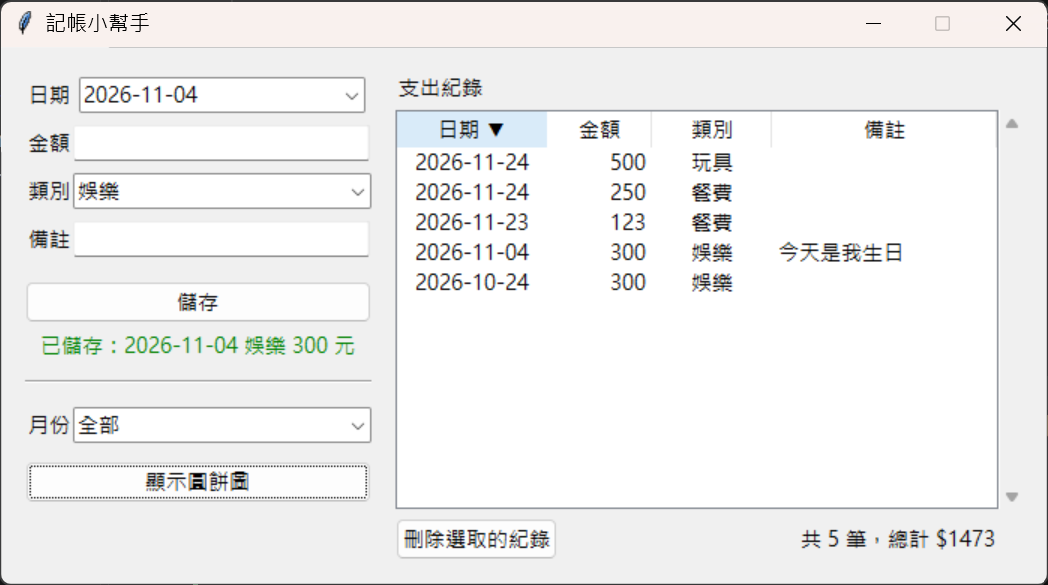 記帳小幫手
日期 2026-11-04
金額
類別 娛樂
備註
儲存
已儲存：2026-11-04 娛樂 300 元
月份 全部
顯示圓餅圖
支出紀錄
日期 ▼ 金額 類別 備註
2026-11-24 500 玩具
2026-11-24 250 餐費
2026-11-23 123 餐費
2026-11-04 300 娛樂 今天是我生日
2026-10-24 300 娛樂
刪除選取的紀錄
共 5 筆，總計 $1473